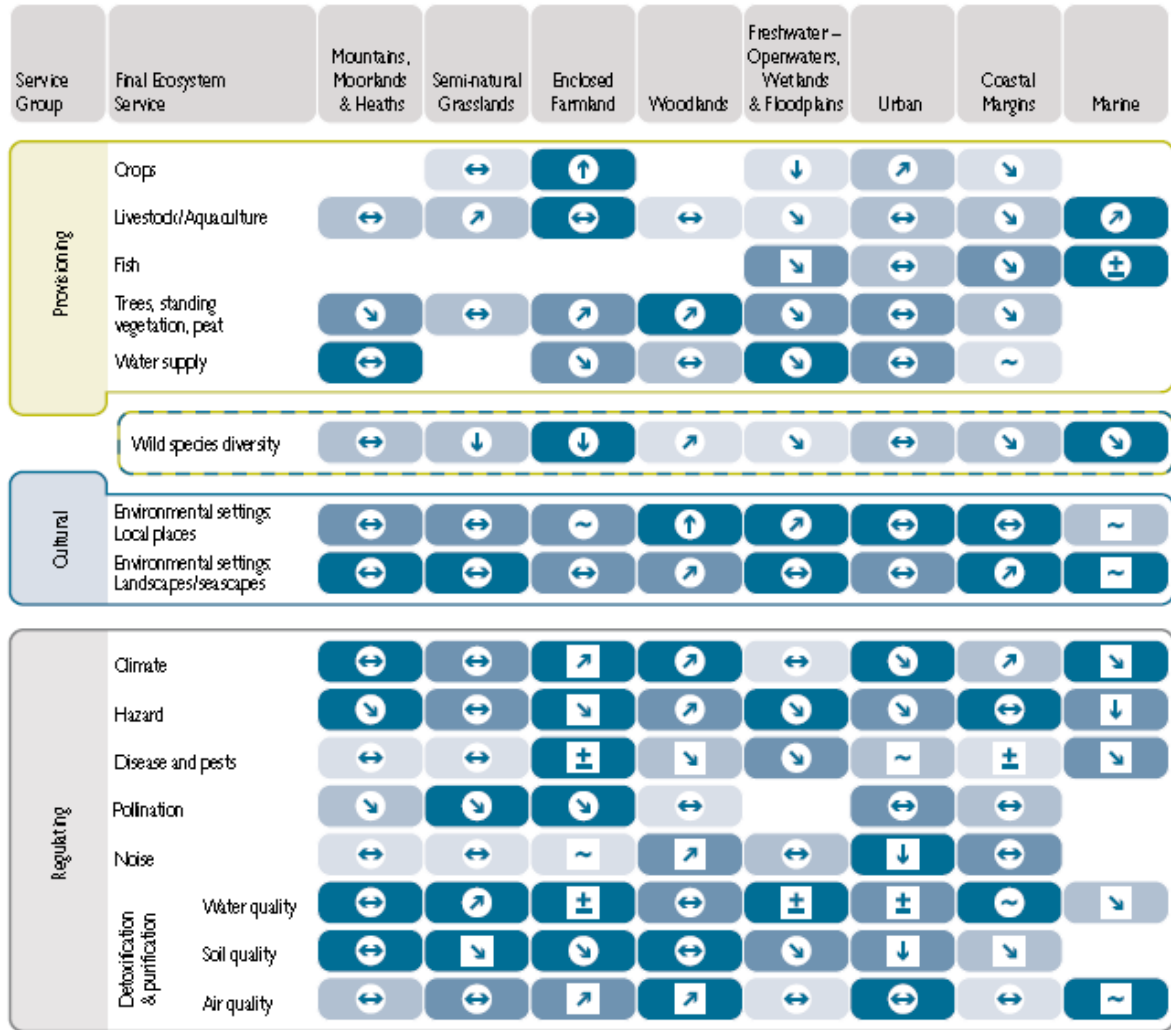 Service
Group
Final Ecosystem
Service
Mountains,
Moorlands
& Heaths
Semi-natural
Grasslands
Enclosed
Farmland
Woodlands
Freshwater –
Openwaters,
Wetlands
& Floodplains
Urban
Coastal
Margins
Marine
Provisioning
Crops
Livestock/Aquaculture
Fish
Trees, standing
vegetation, peat
Water supply
Wild species diversity
Cultural
Environmental settings:
Local places
Environmental settings:
Landscapes/seascapes
Regulating
Climate
Hazard
Disease and pests
Pollination
Noise
Detoxification
& purification
Water quality
Soil quality
Air quality